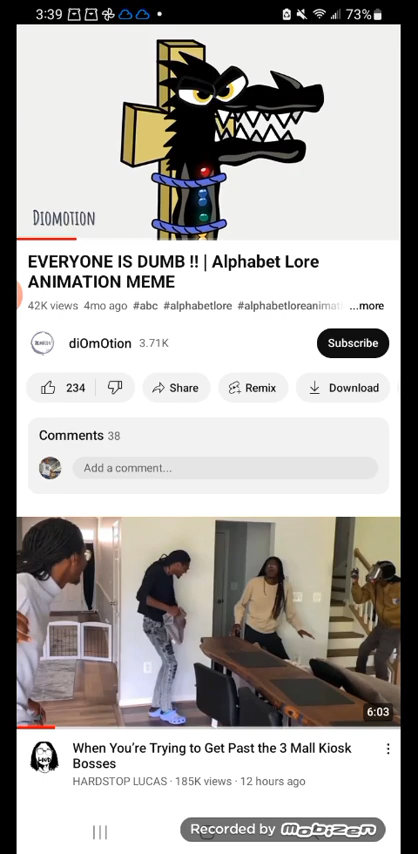 3:39
73%
DIOMOTION
EVERYONE IS DUMB !! | Alphabet Lore
ANIMATION MEME
42K views 4mo ago #abc #alphabetlore #alphabetloreanimati ...more
diOmOtion 3.71K
Subscribe
234
Share
Remix
Download
Comments 38
Add a comment...
6:03
When You're Trying to Get Past the 3 Mall Kiosk
Bosses
HARDSTOP LUCAS · 185K views · 12 hours ago
Recorded by MOBIZEN